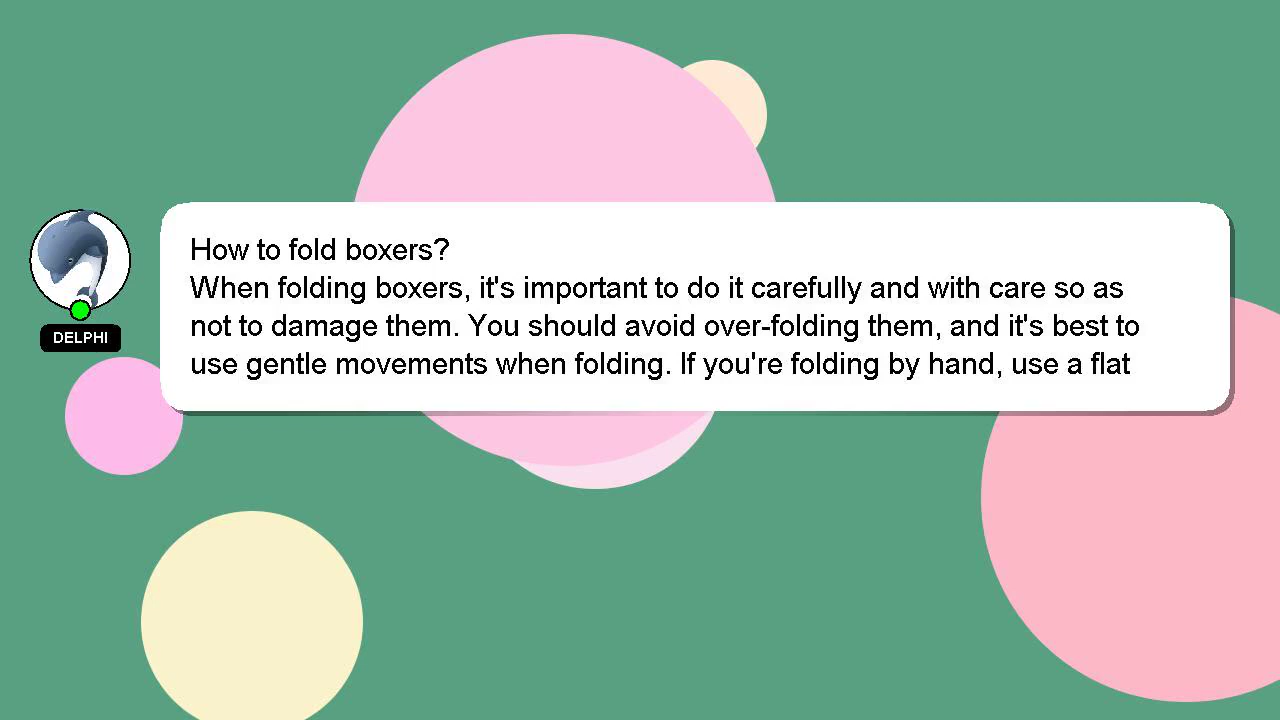 How to fold boxers?
When folding boxers, it's important to do it carefully and with care so as
not to damage them. You should avoid over-folding them, and it's best to
use gentle movements when folding. If you're folding by hand, use a flat
DELPHI